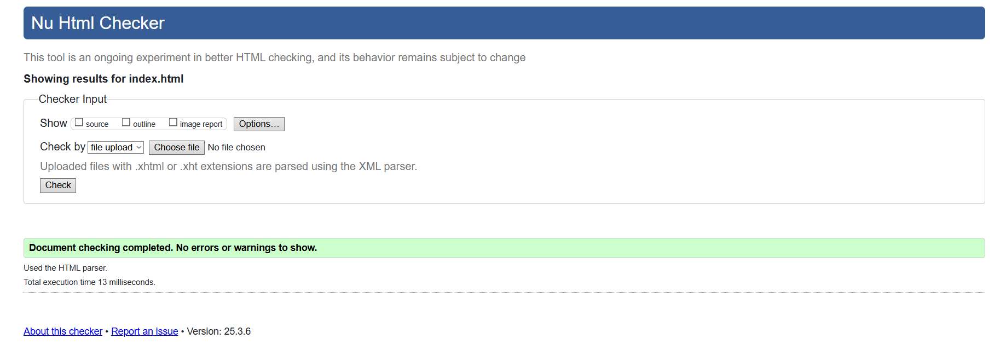 Nu Html Checker
This tool is an ongoing experiment in better HTML checking, and its behavior remains subject to change
Showing results for index.html
Checker Input
Show source outline image report Options…
Check by file upload Choose file No file chosen
Uploaded files with .xhtml or .xht extensions are parsed using the XML parser.
Check
Document checking completed. No errors or warnings to show.
Used the HTML parser.
Total execution time 13 milliseconds.
About this checker • Report an issue • Version: 25.3.6